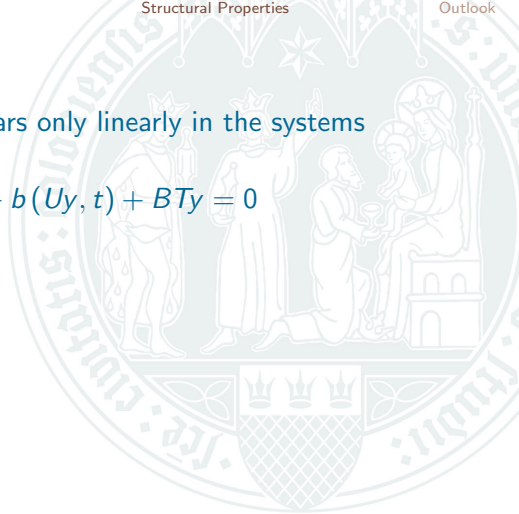 Structural Properties Outlook
ars only linearly in the systems
b (Uy, t) + BTy = 0